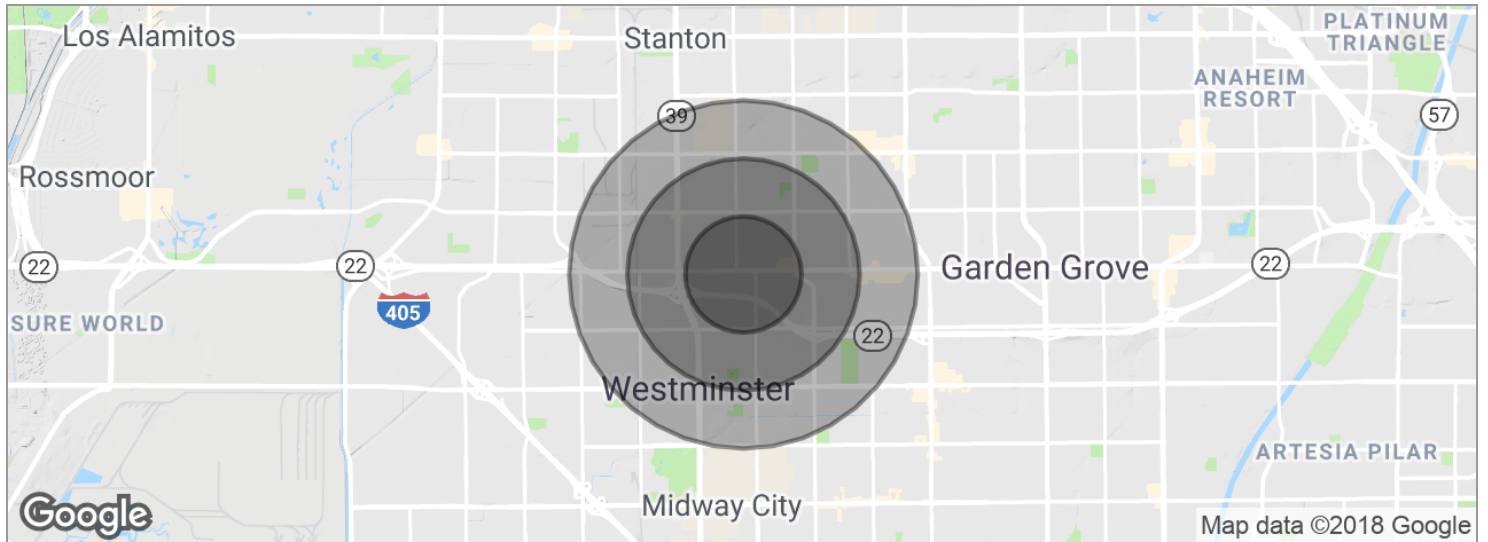 Los Alamitos
Stanton
PLATINUM
TRIANGLE
ANAHEIM
RESORT
39
57
Rossmoor
22
22
Garden Grove
22
405
SURE WORLD
22
Westminster
ARTESIA PILAR
Google
Midway City
Map data ©2018 Google